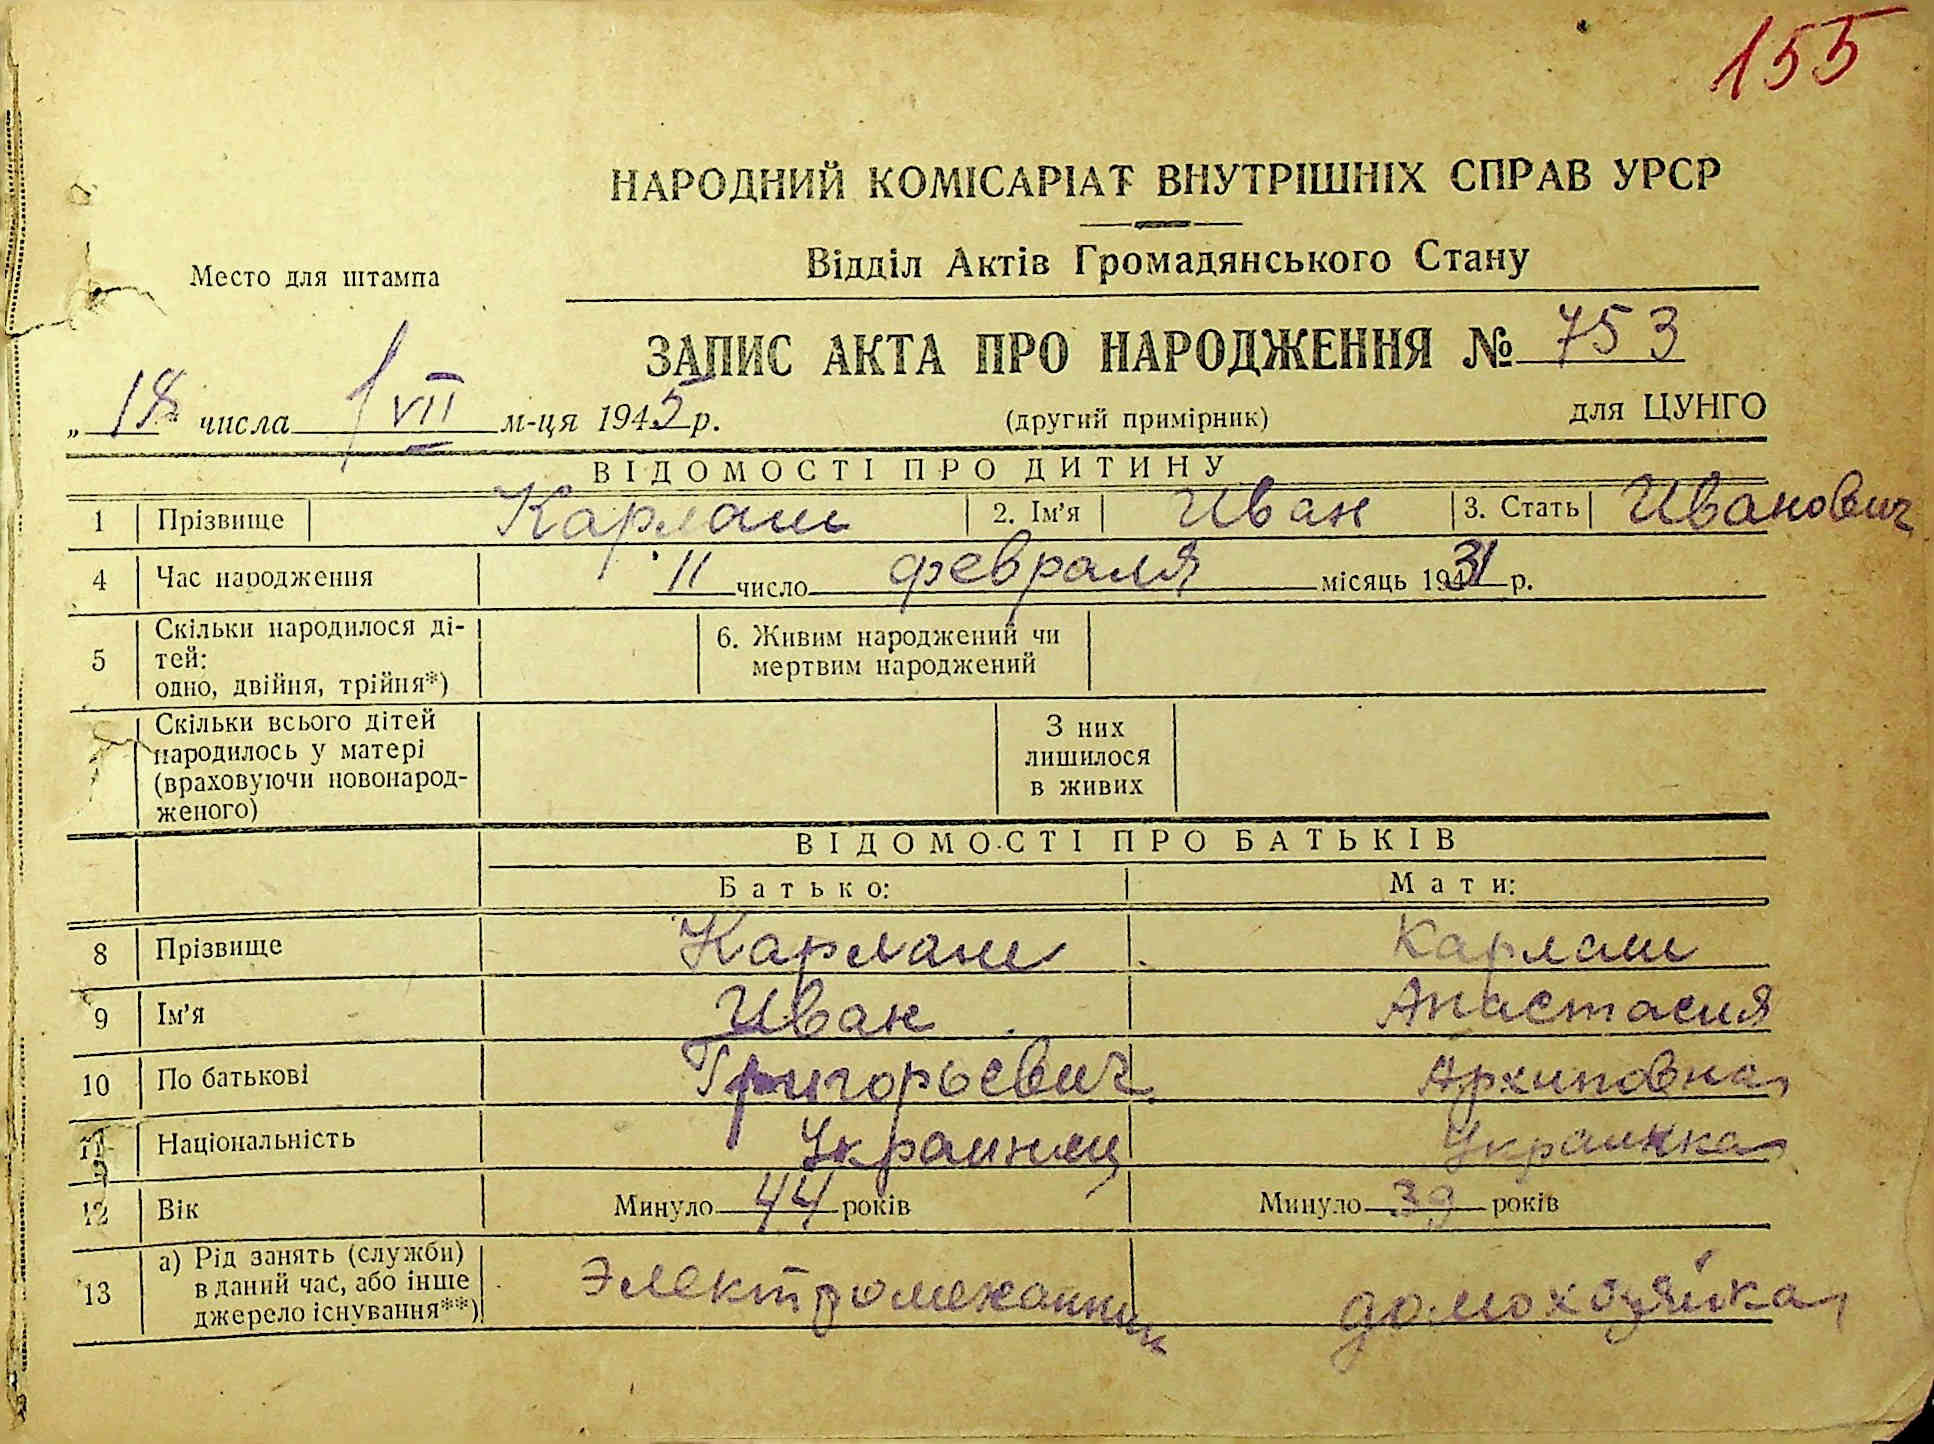 155
НАРОДНИЙ КОМІСАРІАТ ВНУТРІШНІХ СПРАВ УРСР
Відділ Актів Громадянського Стану
Место для штампа
ЗАПИС АКТА ПРО НАРОДЖЕННЯ № 753
„ 18 " числа VII м-ця 1945 р. (другий примірник) для ЦУНГО
ВІДОМОСТІ ПРО ДИТИНУ
1 Прізвище Карлаш 2. Ім'я Иван 3. Стать Иванович
4 Час народження 11 число февраля місяць 1931 р.
5 Скільки народилося ді-
тей:
одно, двійня, трійня*)
6. Живим народжений чи
мертвим народжений
Скільки всього дітей
народилось у матері
(враховуючи новонарод-
женого)
З них
лишилося
в живих
ВІДОМОСТІ ПРО БАТЬКІВ
Батько: Мати:
8 Прізвище Карлаш Карлаш
9 Ім'я Иван Анастасия
10 По батькові Григорьевич Архиповна
11 Національність Украинец Украинка
12 Вік Минуло 44 років Минуло 39 років
13 а) Рід занять (служби)
в даний час, або інше
джерело існування**)
Электромеханник домохозяйка